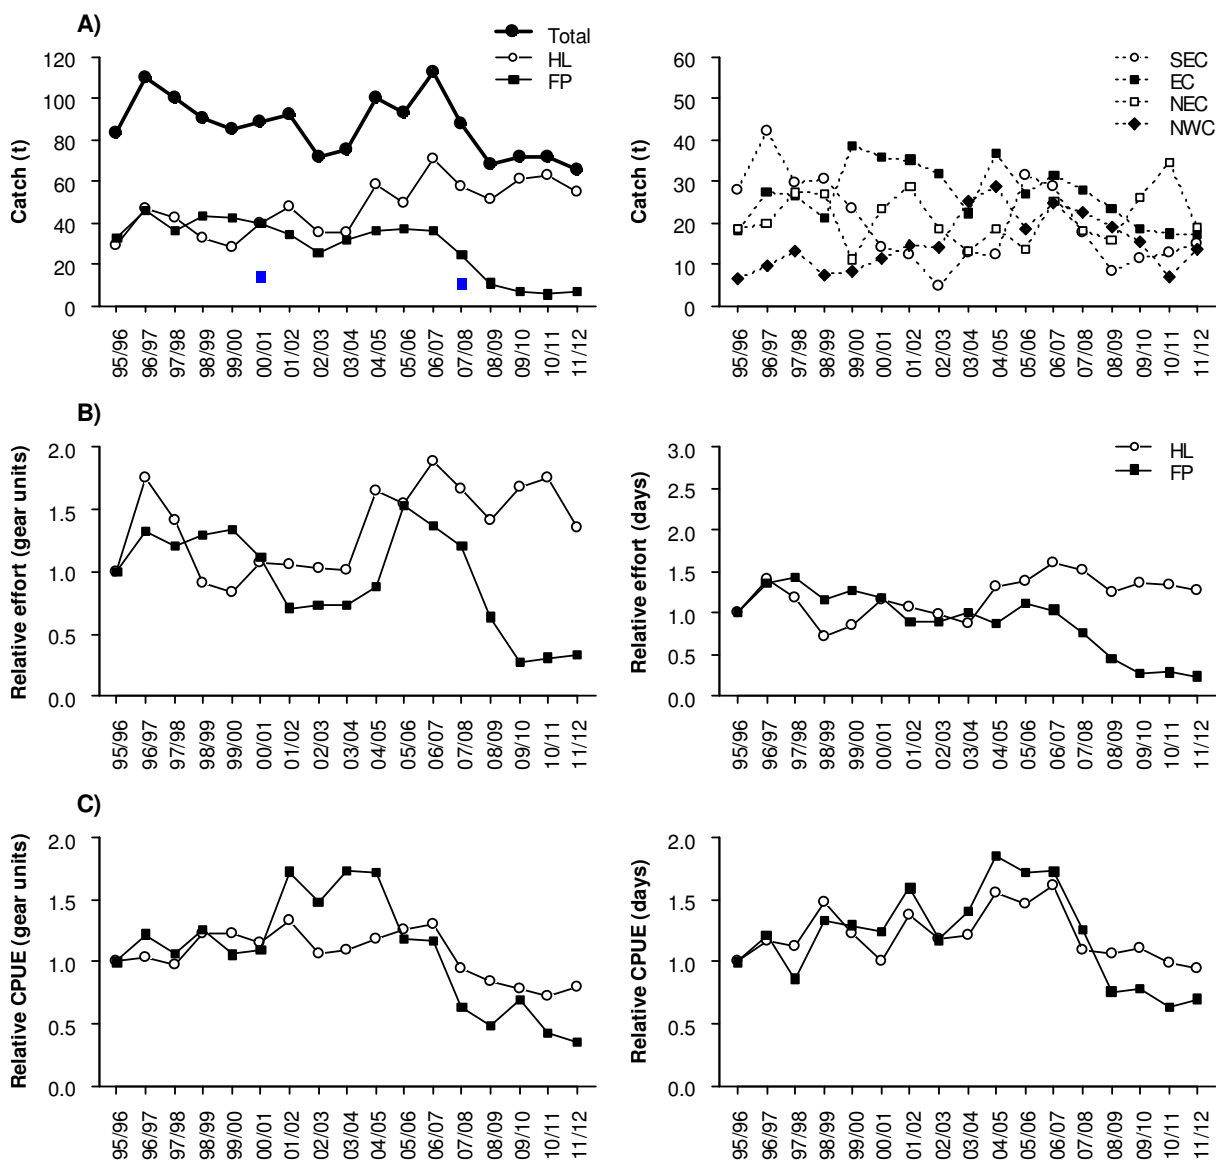 A)
Total
HL
FP
Catch (t)
120
100
80
60
40
20
0
95/96 96/97 97/98 98/99 99/00 00/01 01/02 02/03 03/04 04/05 05/06 06/07 07/08 08/09 09/10 10/11 11/12
SEC
EC
NEC
NWC
Catch (t)
60
50
40
30
20
10
0
95/96 96/97 97/98 98/99 99/00 00/01 01/02 02/03 03/04 04/05 05/06 06/07 07/08 08/09 09/10 10/11 11/12
B)
Relative effort (gear units)
2.0
1.5
1.0
0.5
0.0
95/96 96/97 97/98 98/99 99/00 00/01 01/02 02/03 03/04 04/05 05/06 06/07 07/08 08/09 09/10 10/11 11/12
HL
FP
Relative effort (days)
3.0
2.5
2.0
1.5
1.0
0.5
0.0
95/96 96/97 97/98 98/99 99/00 00/01 01/02 02/03 03/04 04/05 05/06 06/07 07/08 08/09 09/10 10/11 11/12
C)
Relative CPUE (gear units)
2.0
1.5
1.0
0.5
0.0
95/96 96/97 97/98 98/99 99/00 00/01 01/02 02/03 03/04 04/05 05/06 06/07 07/08 08/09 09/10 10/11 11/12
Relative CPUE (days)
2.0
1.5
1.0
0.5
0.0
95/96 96/97 97/98 98/99 99/00 00/01 01/02 02/03 03/04 04/05 05/06 06/07 07/08 08/09 09/10 10/11 11/12